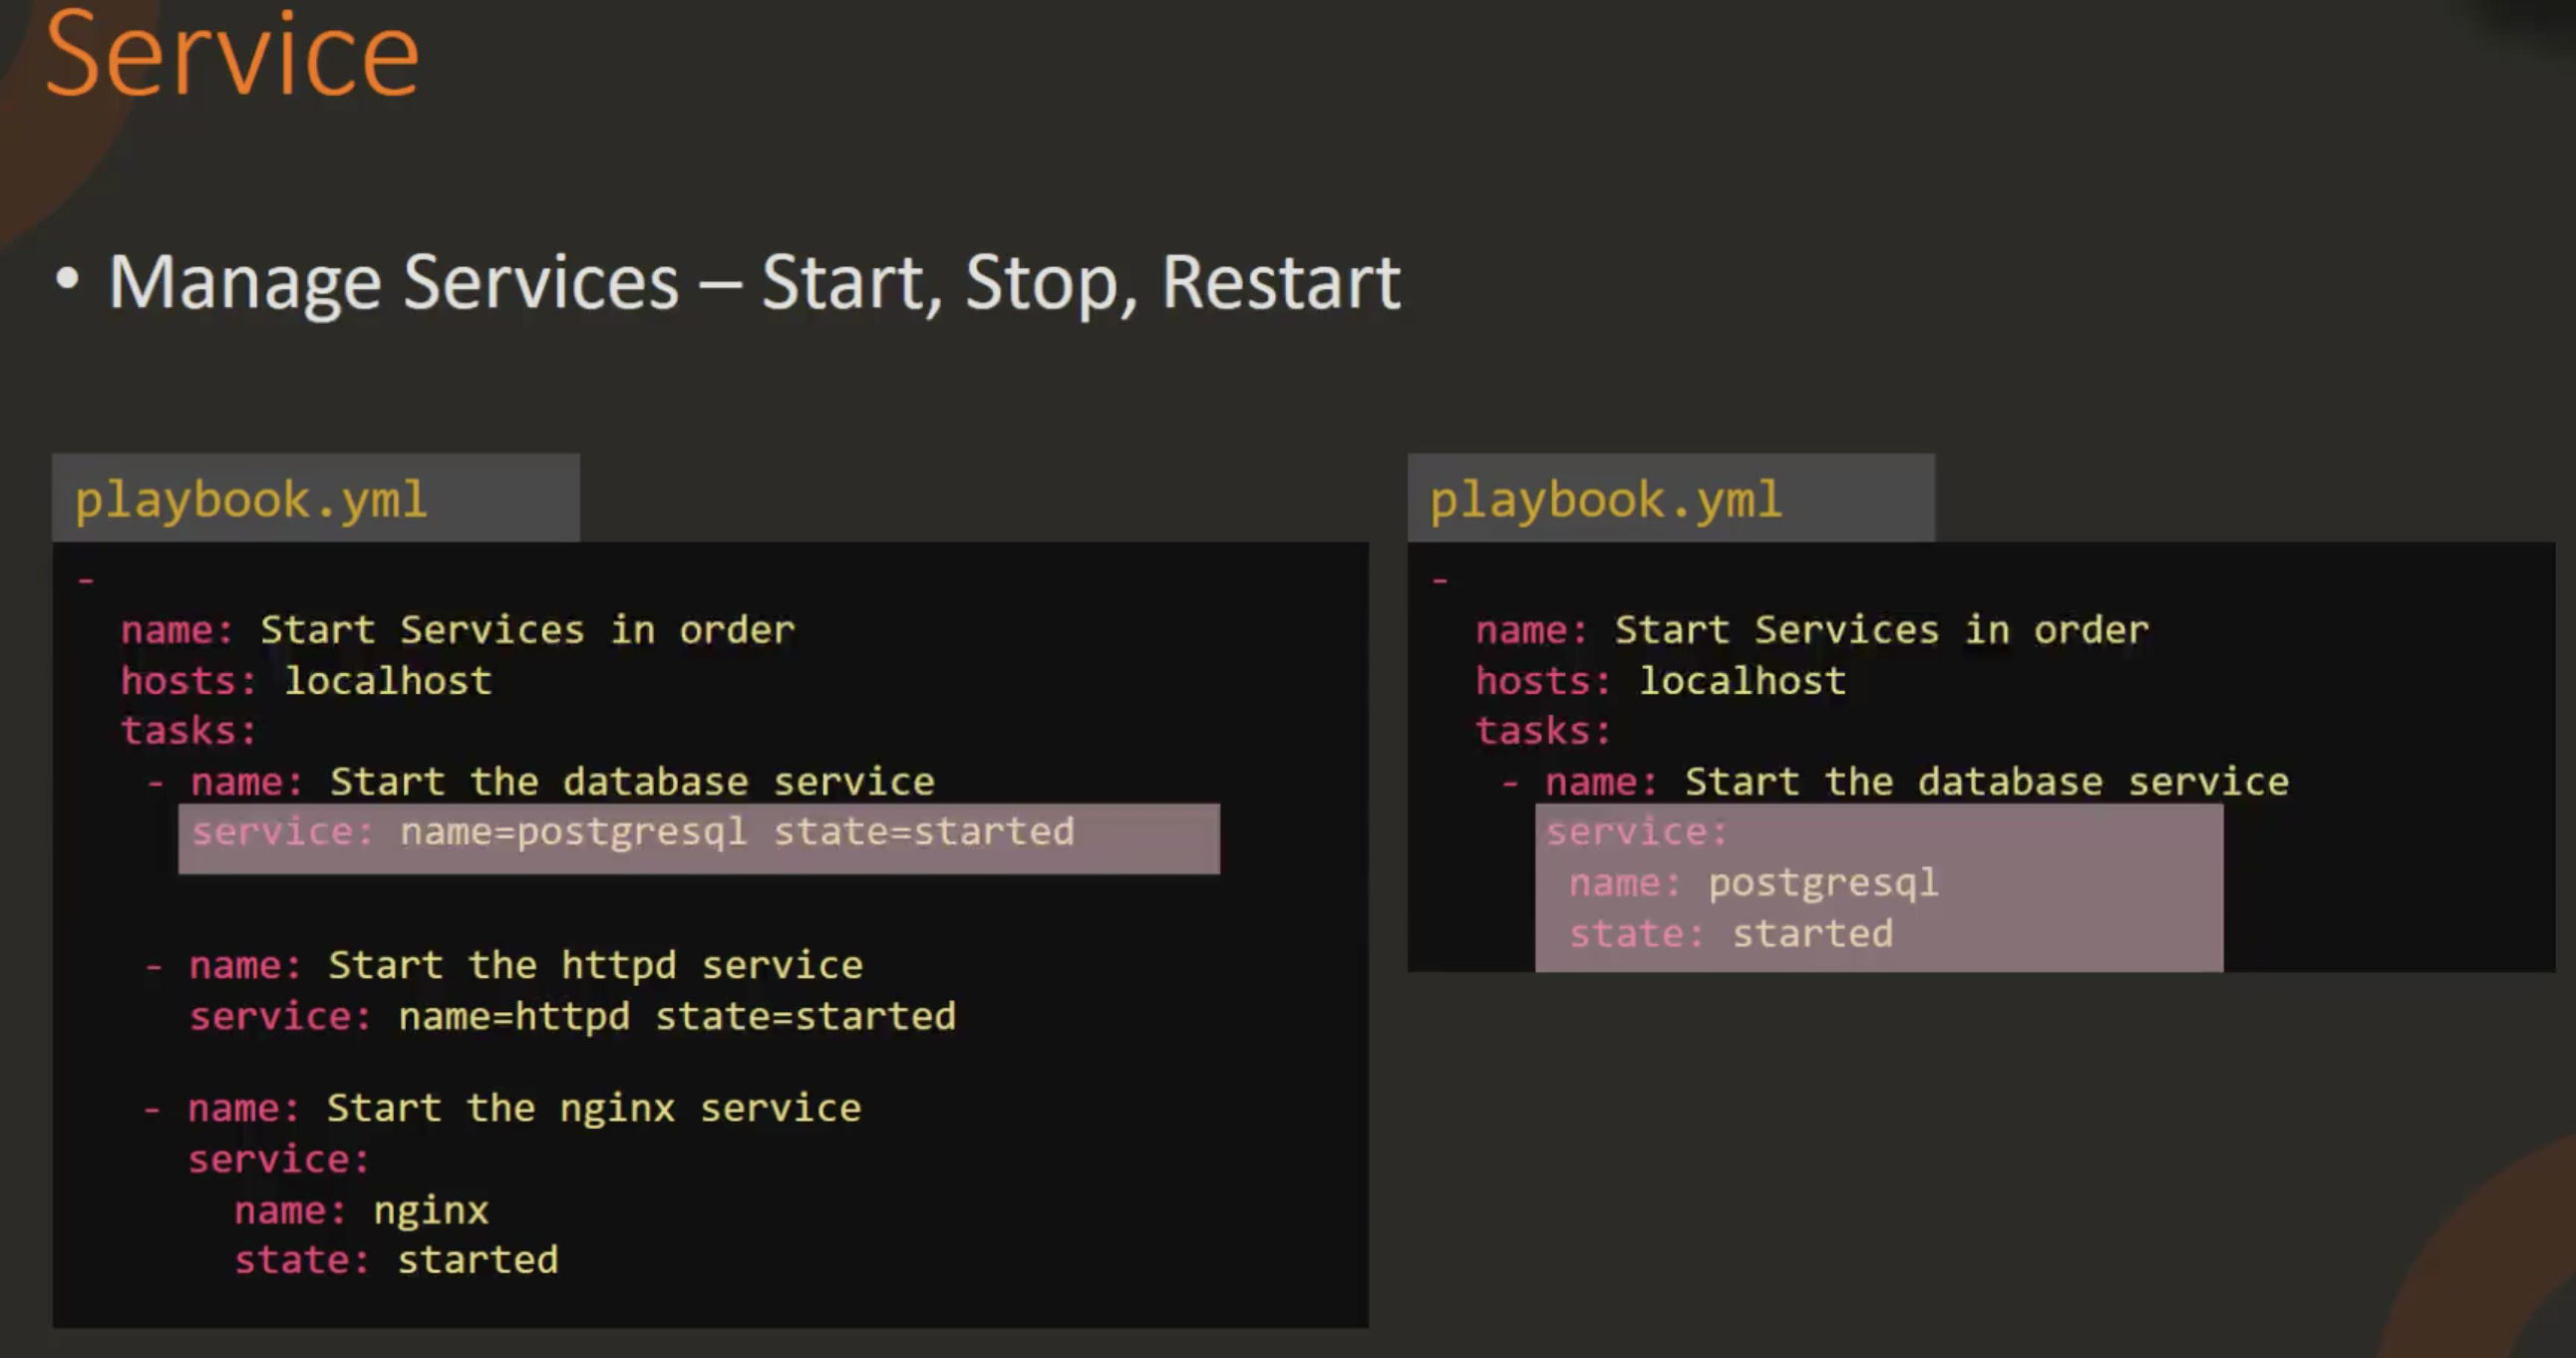 Service
• Manage Services – Start, Stop, Restart
playbook.yml
-
name: Start Services in order
hosts: localhost
tasks:
- name: Start the database service
service: name=postgresql state=started
- name: Start the httpd service
service: name=httpd state=started
- name: Start the nginx service
service:
name: nginx
state: started
playbook.yml
-
name: Start Services in order
hosts: localhost
tasks:
- name: Start the database service
service:
name: postgresql
state: started